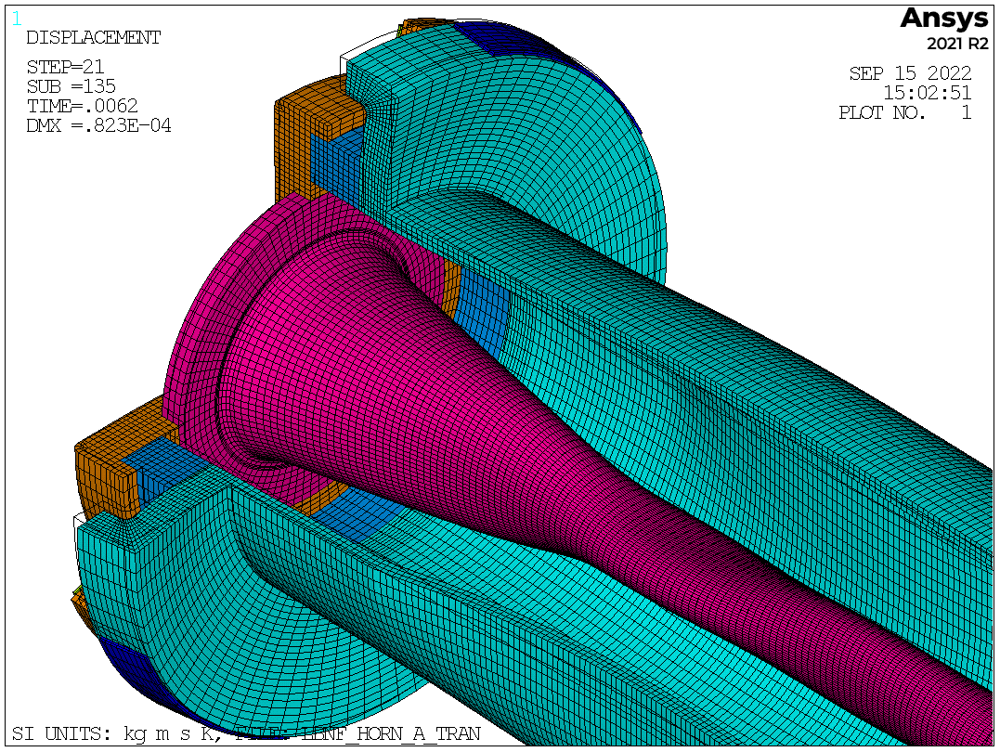 1
DISPLACEMENT
STEP=21
SUB =135
TIME=.0062
DMX =.823E-04
Ansys
2021 R2
SEP 15 2022
15:02:51
PLOT NO. 1
SI UNITS: kg m s K, LBNF_HORN_A_TRAN